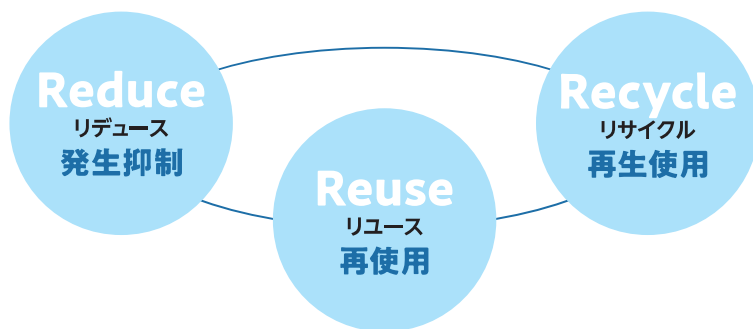 Reduce
リデュース
発生抑制
Reuse
リユース
再使用
Recycle
リサイクル
再生使用